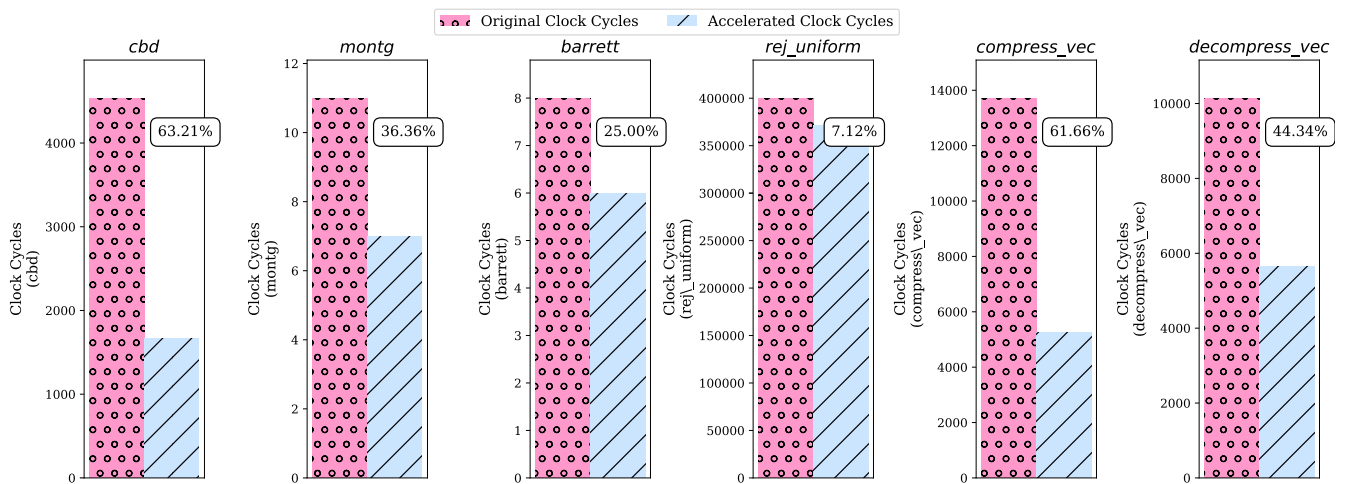 Original Clock Cycles
Accelerated Clock Cycles
cbd
montg
barrett
rej_uniform
compress_vec
decompress_vec
Clock Cycles
(cbd)
4000
3000
2000
1000
0
63.21%
Clock Cycles
(montg)
12
10
8
6
4
2
0
36.36%
Clock Cycles
(barrett)
8
7
6
5
4
3
2
1
0
25.00%
Clock Cycles
(rej\_uniform)
400000
350000
300000
250000
200000
150000
100000
50000
0
7.12%
Clock Cycles
(compress\_vec)
14000
12000
10000
8000
6000
4000
2000
0
61.66%
Clock Cycles
(decompress\_vec)
10000
8000
6000
4000
2000
0
44.34%